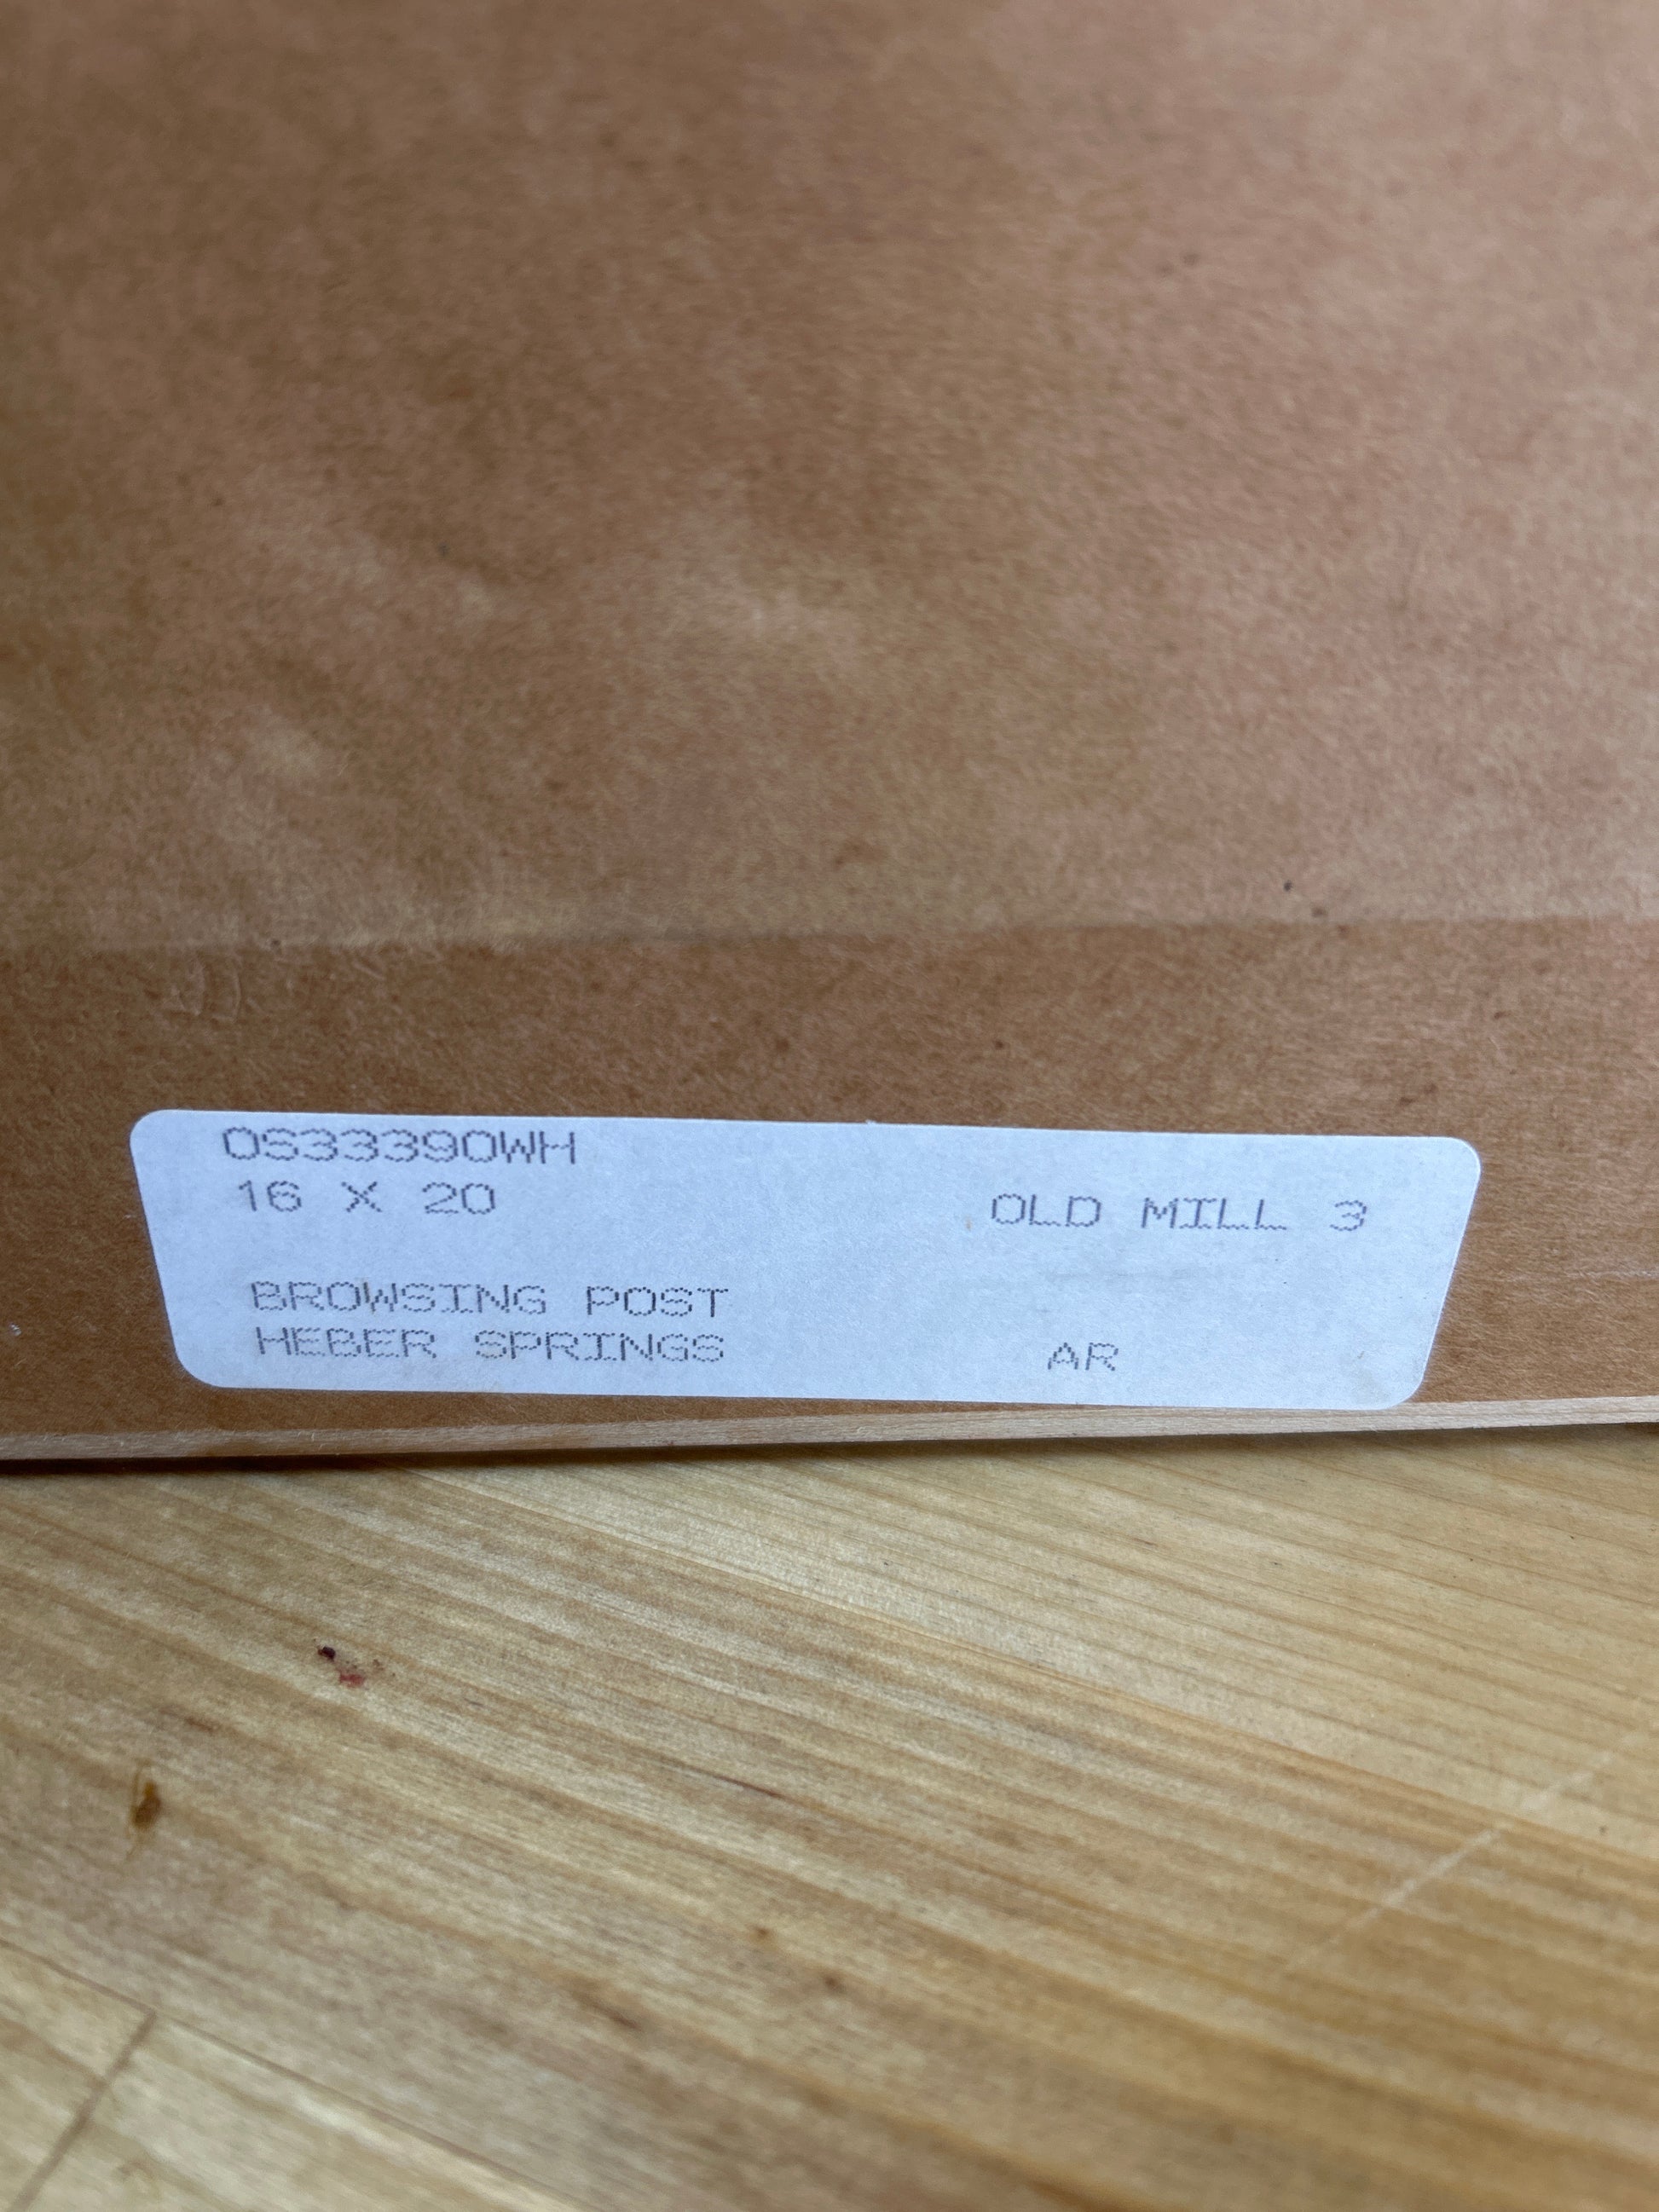 OS33390WH
16 X 20 OLD MILL 3
BROWSING POST
HEBER SPRINGS AR